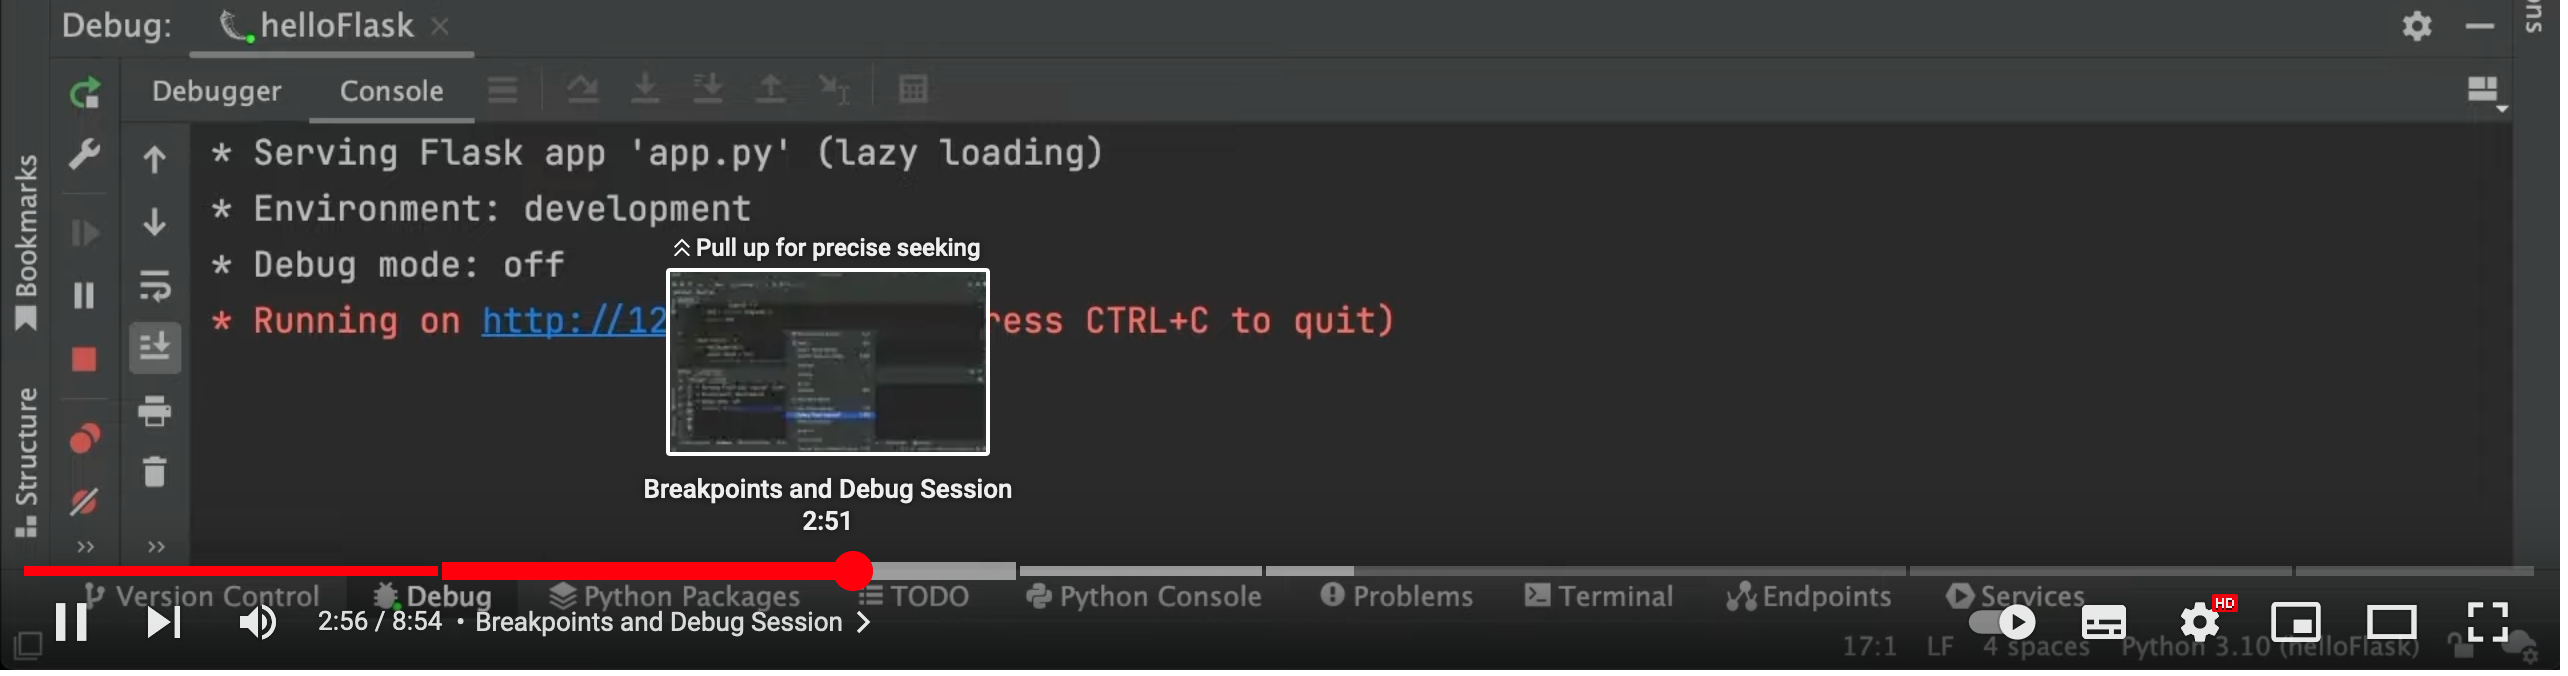 Debug: helloFlask
Debugger Console
* Serving Flask app 'app.py' (lazy loading)
* Environment: development
* Debug mode: off
* Running on http://12 ress CTRL+C to quit)
Pull up for precise seeking
Breakpoints and Debug Session
2:51
Bookmarks
Structure
Version Control Debug Python Packages TODO Python Console Problems Terminal Endpoints Services
2:56 / 8:54 • Breakpoints and Debug Session
HD
17:1 LF 4 spaces Python 3.10 (helloFlask)